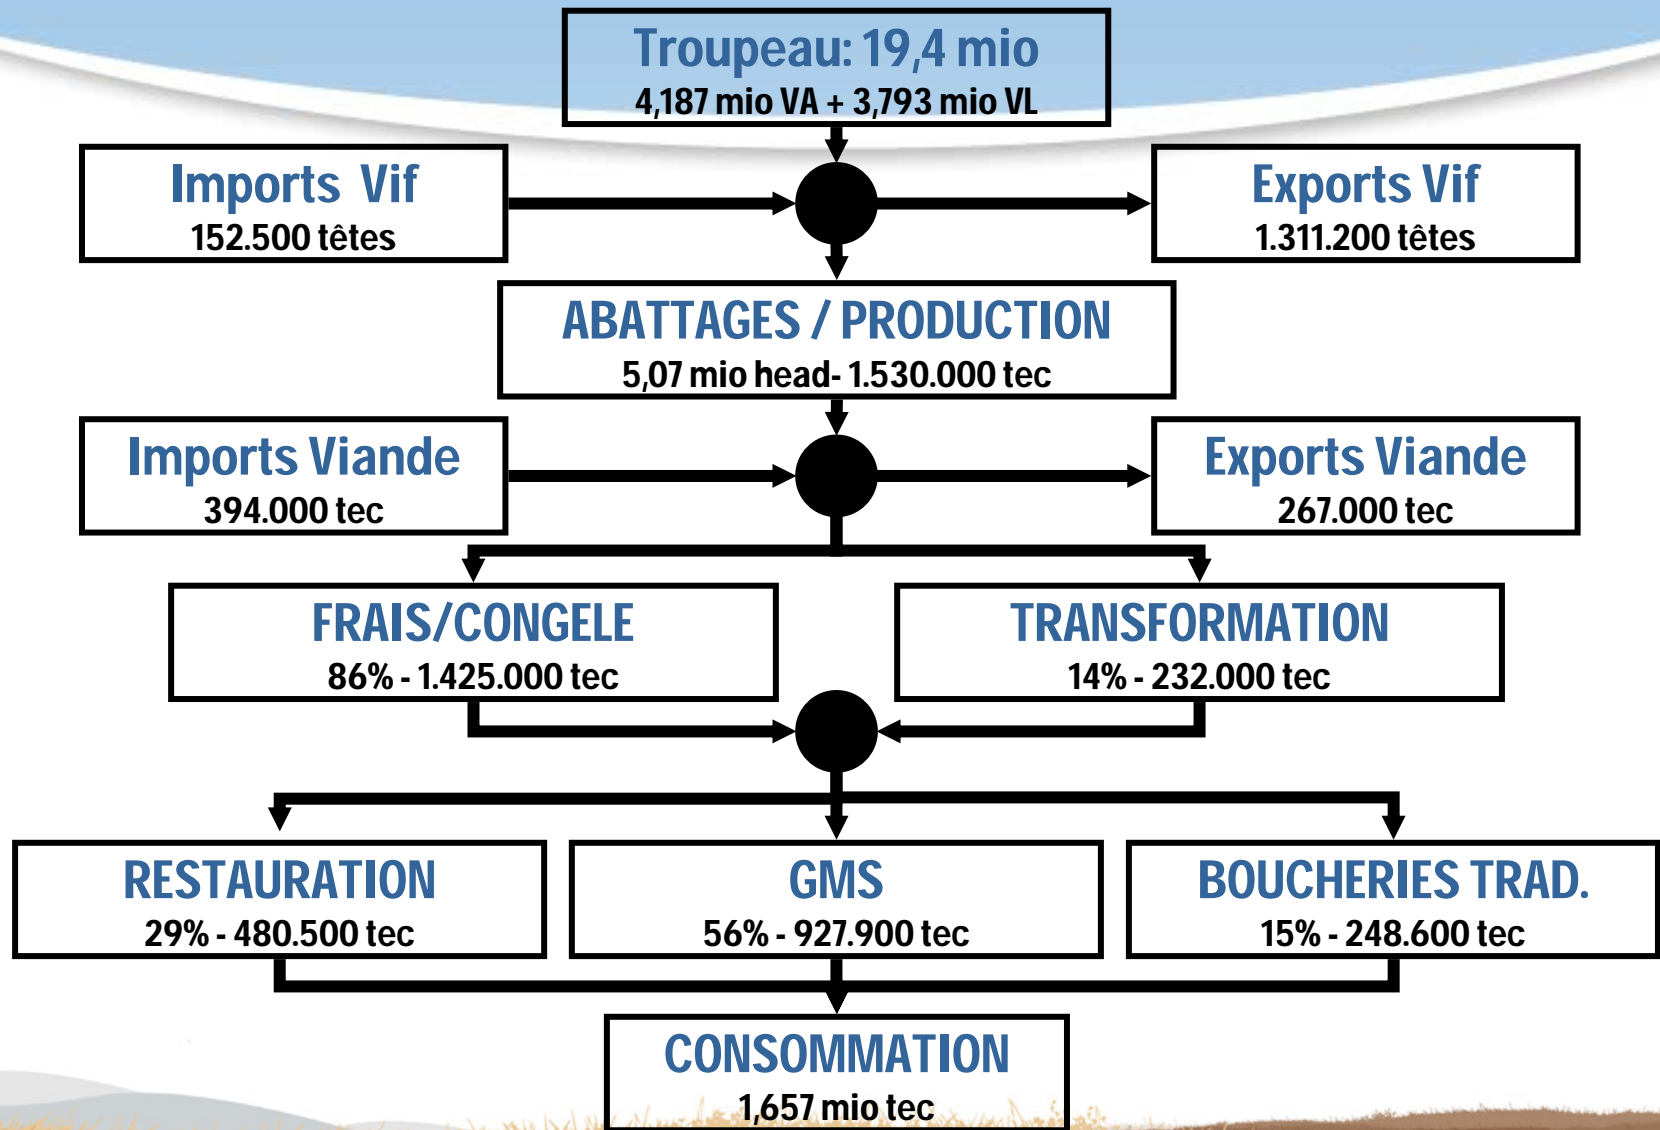 Troupeau: 19,4 mio
4,187 mio VA + 3,793 mio VL
Imports Vif
152.500 têtes
Exports Vif
1.311.200 têtes
ABATTAGES / PRODUCTION
5,07 mio head- 1.530.000 tec
Imports Viande
394.000 tec
Exports Viande
267.000 tec
FRAIS/CONGELE
86% - 1.425.000 tec
TRANSFORMATION
14% - 232.000 tec
RESTAURATION
29% - 480.500 tec
GMS
56% - 927.900 tec
BOUCHERIES TRAD.
15% - 248.600 tec
CONSOMMATION
1,657 mio tec